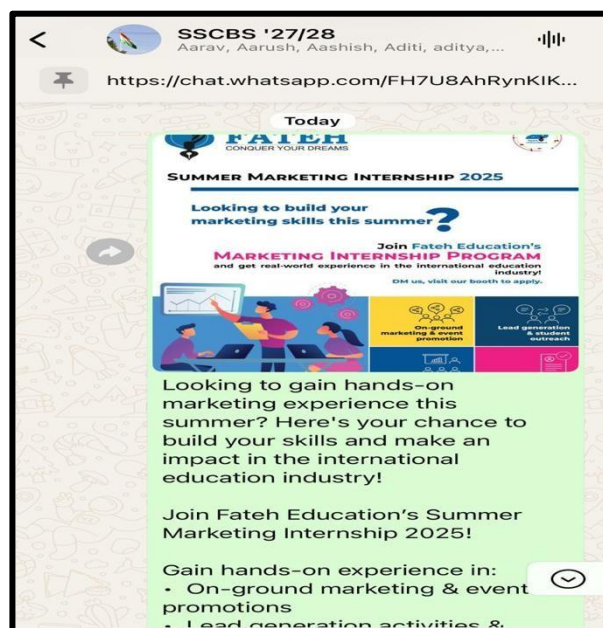 SSCBS '27/28
Aarav, Aarush, Aashish, Aditi, aditya,...
https://chat.whatsapp.com/FH7U8AhRynKIK...
Today
FATEH
CONQUER YOUR DREAMS
SUMMER MARKETING INTERNSHIP 2025
Looking to build your
marketing skills this summer?
Join Fateh Education's
MARKETING INTERNSHIP PROGRAM
and get real-world experience in the international education
industry!
DM us, visit our booth to apply.
On-ground
marketing & event
promotion
Lead generation
& student
outreach
Looking to gain hands-on
marketing experience this
summer? Here's your chance to
build your skills and make an
impact in the international
education industry!
Join Fateh Education's Summer
Marketing Internship 2025!
Gain hands-on experience in:
• On-ground marketing & event
promotions
• Lead generation activities &